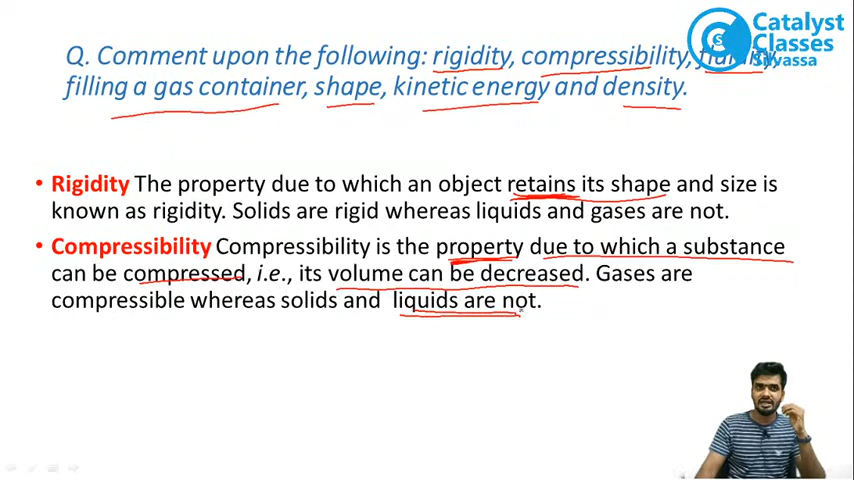 Catalyst
Classes
Silvassa
Q. Comment upon the following: rigidity, compressibility, fluidity,
filling a gas container, shape, kinetic energy and density.
• Rigidity The property due to which an object retains its shape and size is
known as rigidity. Solids are rigid whereas liquids and gases are not.
• Compressibility Compressibility is the property due to which a substance
can be compressed, i.e., its volume can be decreased. Gases are
compressible whereas solids and liquids are not.